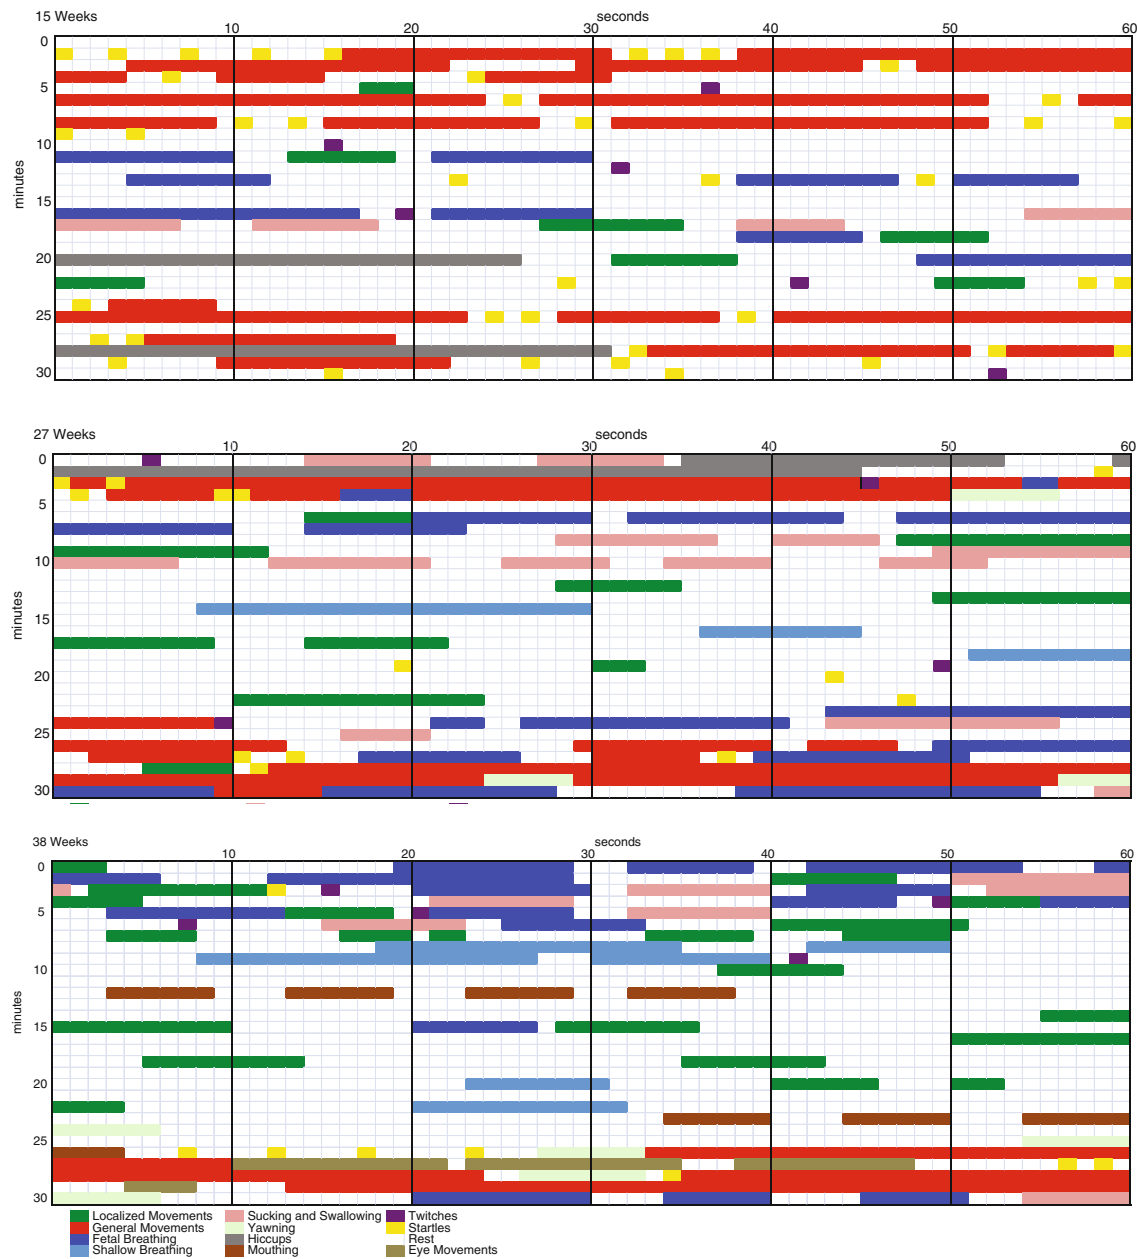 15 Weeks seconds
10 20 30 40 50 60
0
5
10
15
20
25
30
minutes
27 Weeks seconds
10 20 30 40 50 60
0
5
10
15
20
25
30
minutes
38 Weeks seconds
10 20 30 40 50 60
0
5
10
15
20
25
30
minutes
Localized Movements Sucking and Swallowing Twitches
General Movements Yawning Startles
Fetal Breathing Hiccups Rest
Shallow Breathing Mouthing Eye Movements